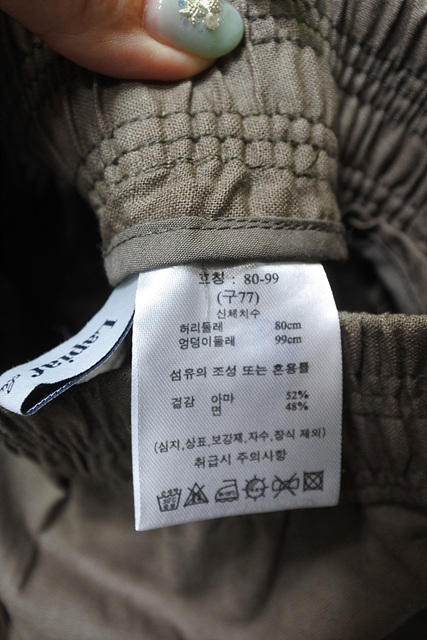 호칭 : 80-99
(구77)
신체치수
허리둘레 80cm
엉덩이둘레 99cm
섬유의 조성 또는 혼용률
겉감 아마 52%
면 48%
(심지,상표,보강재,자수,장식 제외)
취급시 주의사항
Lapiar